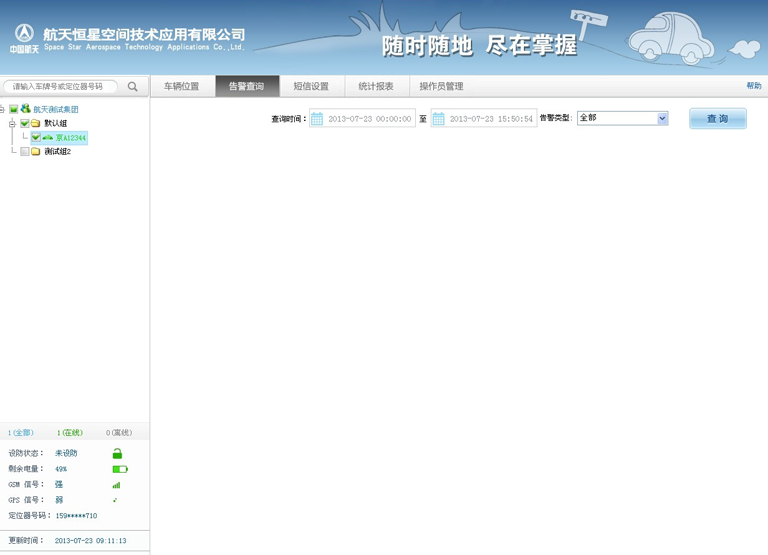 航天恒星空间技术应用有限公司
中国航天 Space Star Aerospace Technology Applications Co.,Ltd.
随时随地 尽在掌握
请输入车牌号或定位器号码
车辆位置 告警查询 短信设置 统计报表 操作员管理 帮助
查询时间： 2013-07-23 00:00:00 至 2013-07-23 15:50:54 告警类型: 全部 查 询
航天测试集团
默认组
京A12344
测试组2
1(全部) 1(在线) 0(离线)
设防状态： 未设防
剩余电量： 49%
GSM 信号： 强
GPS 信号： 弱
定位器号码： 159*****710
更新时间： 2013-07-23 09:11:13